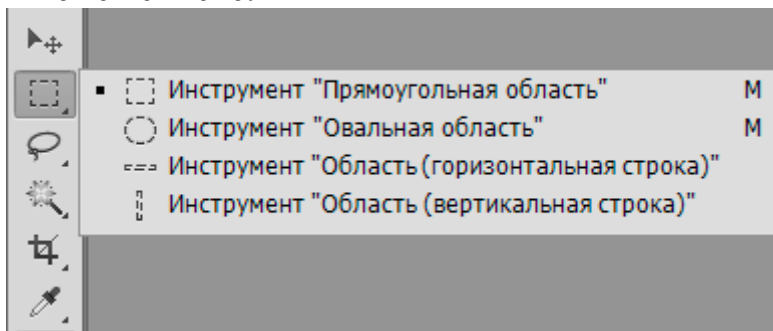 Инструмент "Прямоугольная область" M
Инструмент "Овальная область" M
Инструмент "Область (горизонтальная строка)"
Инструмент "Область (вертикальная строка)"